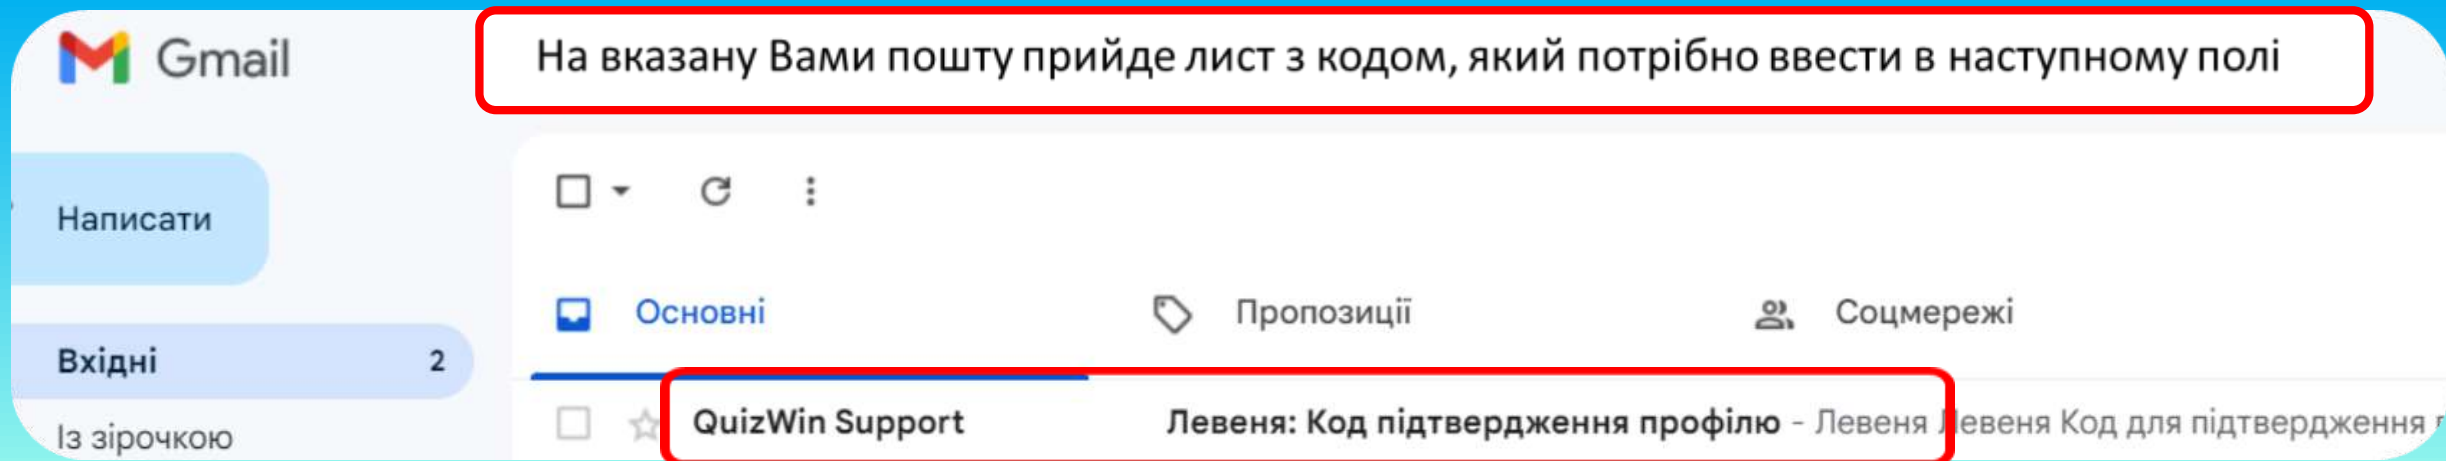 Gmail
На вказану Вами пошту прийде лист з кодом, який потрібно ввести в наступному полі
Написати
Основні
Пропозиції
Соцмережі
Вхідні 2
QuizWin Support Левеня: Код підтвердження профілю - Левеня Левеня Код для підтвердження
Із зірочкою